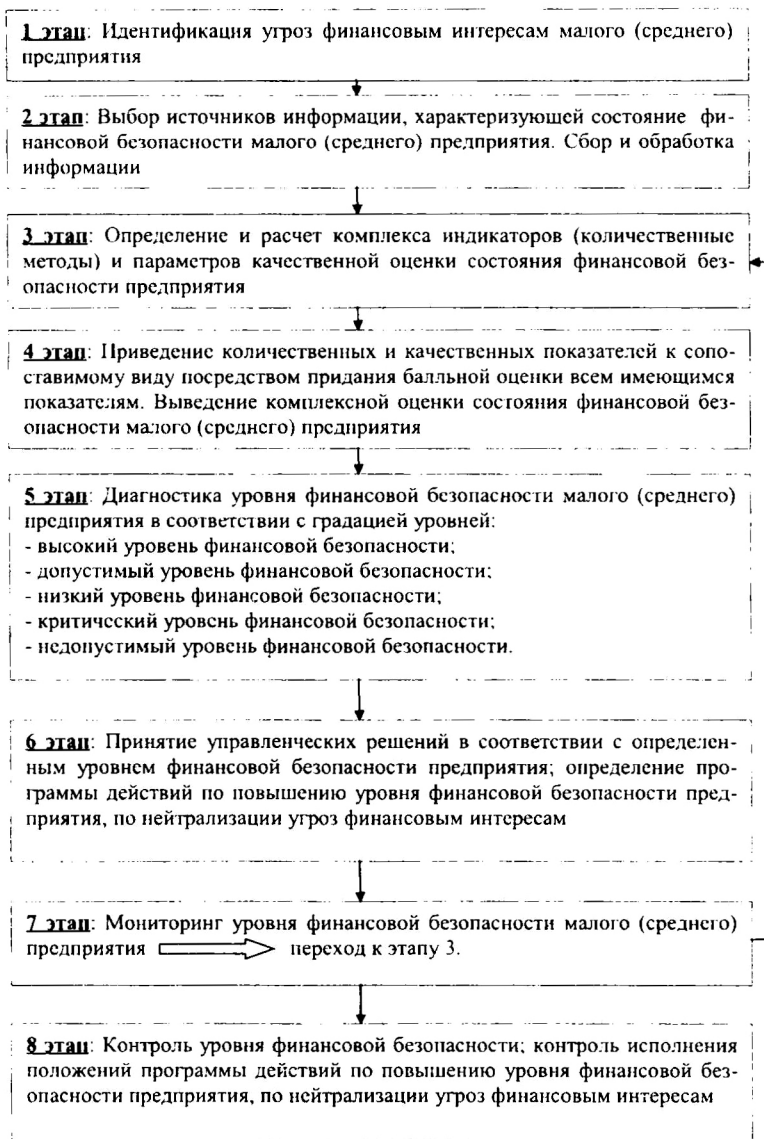 1 этап: Идентификация угроз финансовым интересам малого (среднего)
предприятия
2 этап: Выбор источников информации, характеризующей состояние фи-
нансовой безопасности малого (среднего) предприятия. Сбор и обработка
информации
3 этап: Определение и расчет комплекса индикаторов (количественные
методы) и параметров качественной оценки состояния финансовой без-
опасности предприятия
4 этап: Приведение количественных и качественных показателей к сопо-
ставимому виду посредством придания балльной оценки всем имеющимся
показателям. Выведение комплексной оценки состояния финансовой без-
опасности малого (среднего) предприятия
5 этап: Диагностика уровня финансовой безопасности малого (среднего)
предприятия в соответствии с градацией уровней:
- высокий уровень финансовой безопасности;
- допустимый уровень финансовой безопасности;
- низкий уровень финансовой безопасности;
- критический уровень финансовой безопасности;
- недопустимый уровень финансовой безопасности.
6 этап: Принятие управленческих решений в соответствии с определен-
ным уровнем финансовой безопасности предприятия; определение про-
граммы действий по повышению уровня финансовой безопасности пред-
приятия, по нейтрализации угроз финансовым интересам
7 этап: Мониторинг уровня финансовой безопасности малого (среднего)
предприятия переход к этапу 3.
8 этап: Контроль уровня финансовой безопасности; контроль исполнения
положений программы действий по повышению уровня финансовой без-
опасности предприятия, по нейтрализации угроз финансовым интересам